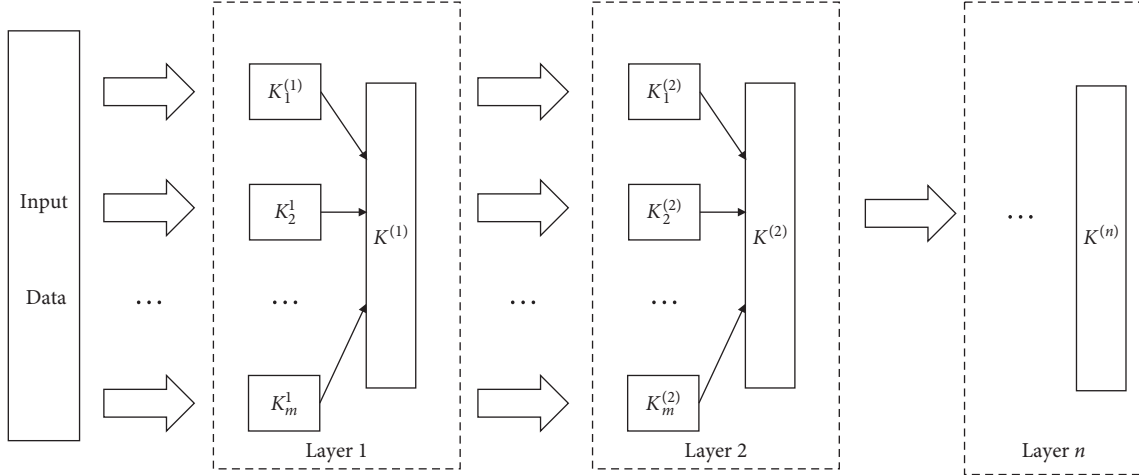 Input
Data
...
K_1^{(1)}
K_2^1
...
K_m^1
K^{(1)}
Layer 1
...
K_1^{(2)}
K_2^{(2)}
...
K_m^{(2)}
K^{(2)}
Layer 2
...
K^{(n)}
Layer n